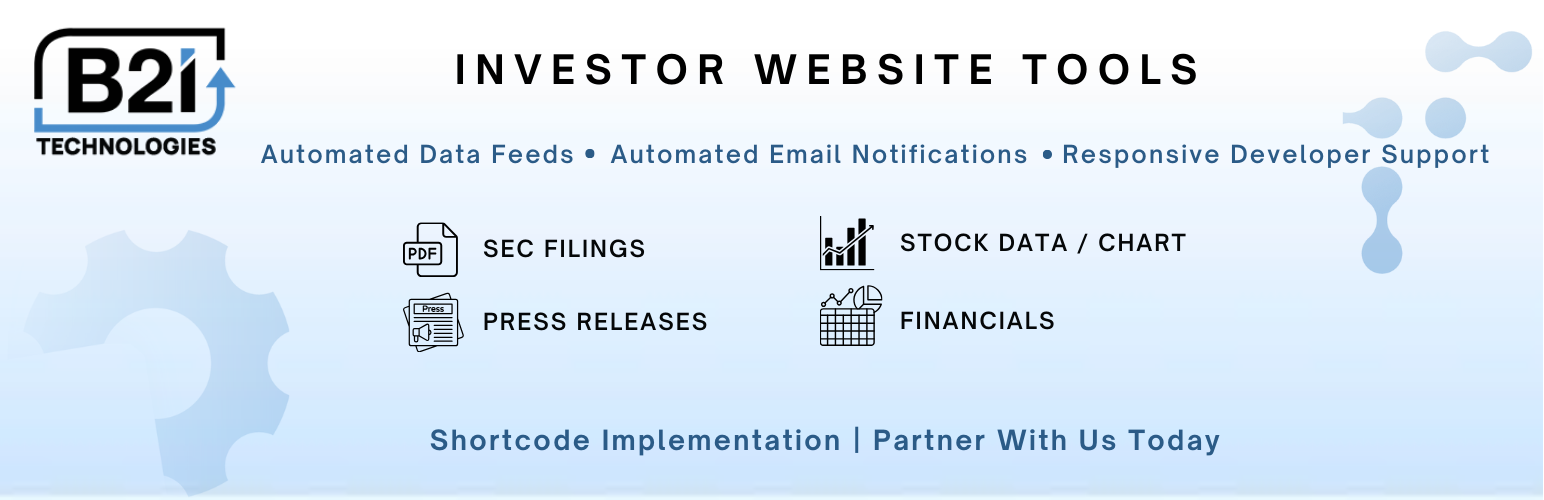 B2i
TECHNOLOGIES
INVESTOR WEBSITE TOOLS
Automated Data Feeds • Automated Email Notifications • Responsive Developer Support
PDF
SEC FILINGS
STOCK DATA / CHART
Press
PRESS RELEASES
FINANCIALS
Shortcode Implementation | Partner With Us Today